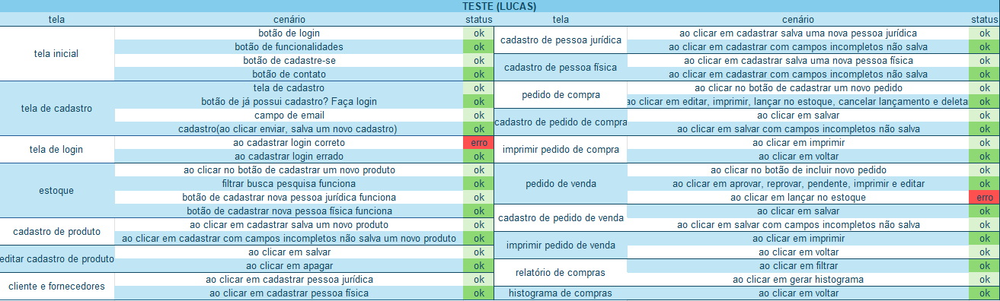 TESTE (LUCAS)
tela cenário status
tela inicial
botão de login ok
botão de funcionalidades ok
botão de cadastre-se ok
botão de contato ok
tela de cadastro
tela de cadastro ok
botão de já possui cadastro? Faça login ok
campo de email ok
cadastro(ao clicar enviar, salva um novo cadastro) ok
tela de login
ao cadastrar login correto erro
ao cadastrar login errado ok
estoque
ao clicar no botão de cadastrar um novo produto ok
filtrar busca pesquisa funciona ok
botão de cadastrar nova pessoa jurídica funciona ok
botão de cadastrar nova pessoa física funciona ok
cadastro de produto
ao clicar em cadastrar salva um novo produto ok
ao clicar em cadastrar com campos incompletos não salva um novo produto ok
editar cadastro de produto
ao clicar em salvar ok
ao clicar em apagar ok
cliente e fornecedores
ao clicar em cadastrar pessoa jurídica ok
ao clicar em cadastrar pessoa física ok
tela cenário status
cadastro de pessoa jurídica
ao clicar em cadastrar salva uma nova pessoa jurídica ok
ao clicar em cadastrar com campos incompletos não salva ok
cadastro de pessoa física
ao clicar em cadastrar salva uma nova pessoa física ok
ao clicar em cadastrar com campos incompletos não salva ok
pedido de compra
ao clicar no botão de cadastrar um novo pedido ok
ao clicar em editar, imprimir, lançar no estoque, cancelar lançamento e deleta ok
cadastro de pedido de compra
ao clicar em salvar ok
ao clicar em salvar com campos incompletos não salva ok
imprimir pedido de compra
ao clicar em imprimir ok
ao clicar em voltar ok
pedido de venda
ao clicar no botão de incluir novo pedido ok
ao clicar em aprovar, reprovar, pendente, imprimir e editar ok
ao clicar em lançar no estoque erro
cadastro de pedido de venda
ao clicar em salvar ok
ao clicar em salvar com campos incompletos não salva ok
imprimir pedido de venda
ao clicar em imprimir ok
ao clicar em voltar ok
relatório de compras
ao clicar em filtrar ok
ao clicar em gerar histograma ok
histograma de compras
ao clicar em voltar ok